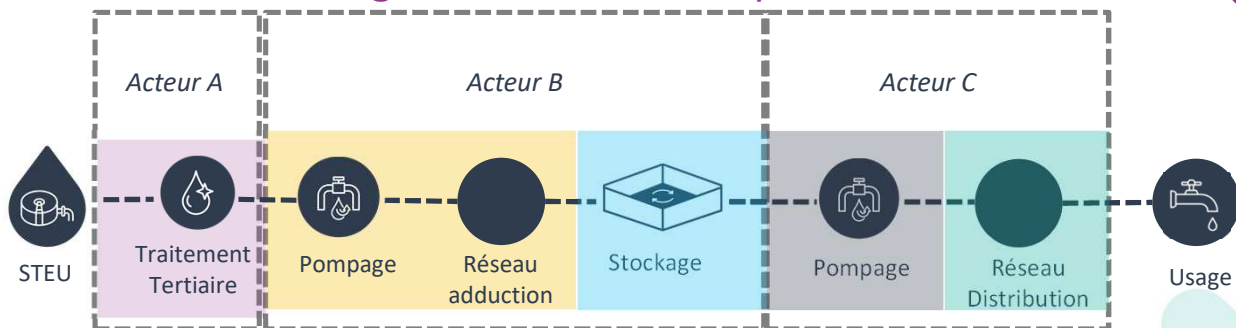 Acteur A
Acteur B
Acteur C
STEU
Traitement
Tertiaire
Pompage
Réseau
adduction
Stockage
Pompage
Réseau
Distribution
Usage